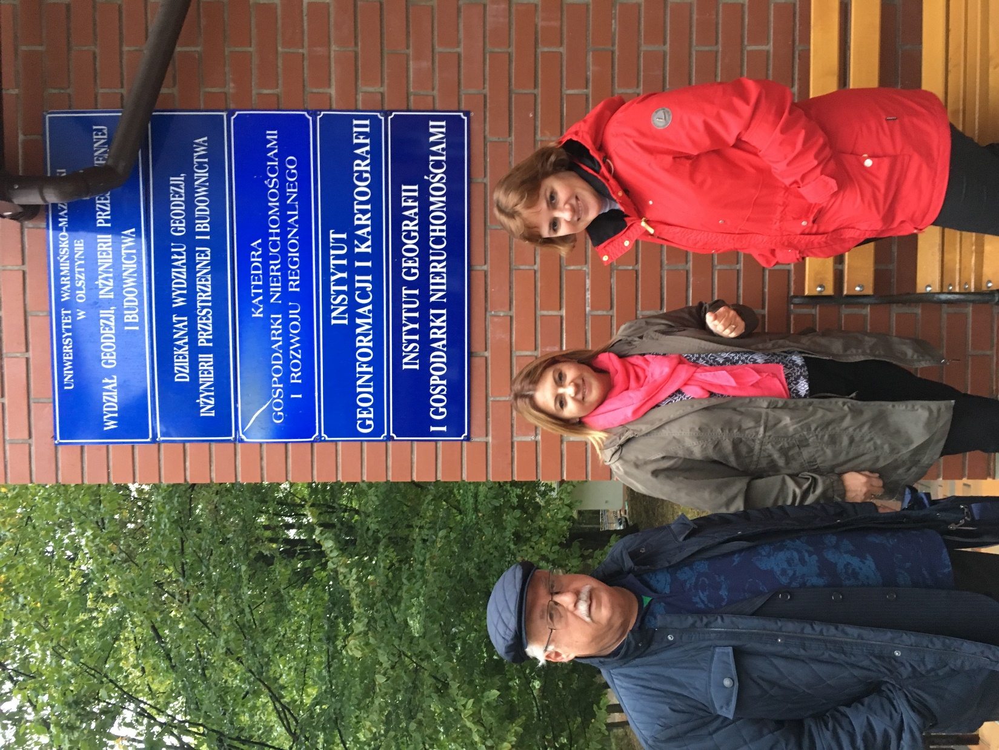 UNIWERSYTET WARMIŃSKO-MAZ
W OLSZTYNIE
WYDZIAŁ GEODEZJI, INŻYNIERII PRZESTRZENNEJ
I BUDOWNICTWA
DZIEKANAT WYDZIAŁU GEODEZJI,
INŻYNIERII PRZESTRZENNEJ I BUDOWNICTWA
KATEDRA
GOSPODARKI NIERUCHOMOŚCIAMI
I ROZWOJU REGIONALNEGO
INSTYTUT
GEOINFORMACJI I KARTOGRAFII
INSTYTUT GEOGRAFII
I GOSPODARKI NIERUCHOMOŚCIAMI